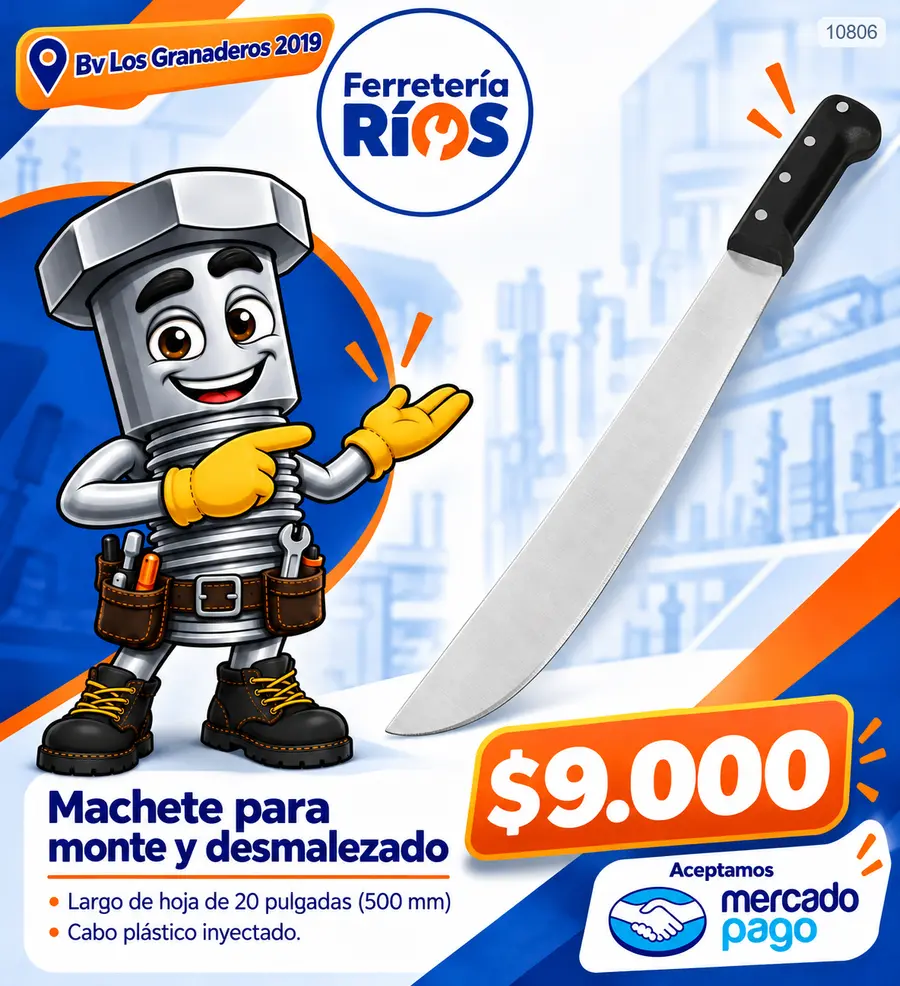 Bv Los Granaderos 2019
Ferretería
RÍOS
10806
$9.000
Machete para
monte y desmalezado
• Largo de hoja de 20 pulgadas (500 mm)
• Cabo plástico inyectado.
Aceptamos
mercado
pago